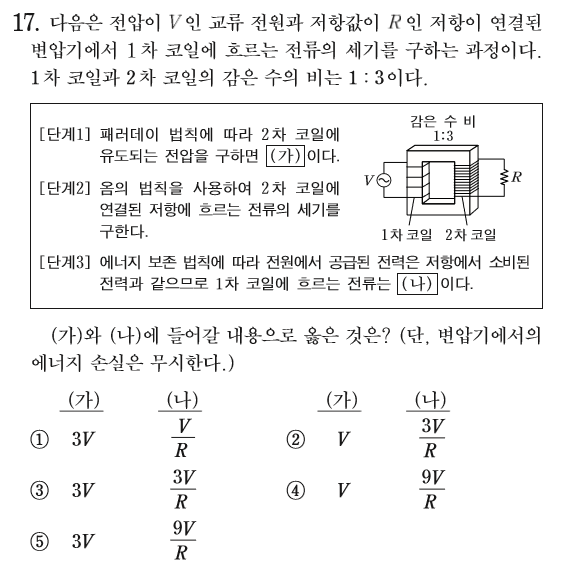 17. 다음은 전압이 V인 교류 전원과 저항값이 R인 저항이 연결된
변압기에서 1차 코일에 흐르는 전류의 세기를 구하는 과정이다.
1차 코일과 2차 코일의 감은 수의 비는 1 : 3이다.
[단계1] 패러데이 법칙에 따라 2차 코일에
유도되는 전압을 구하면 (가)이다.
[단계2] 옴의 법칙을 사용하여 2차 코일에
연결된 저항에 흐르는 전류의 세기를
구한다.
감은 수 비
1:3
V
R
1차 코일 2차 코일
[단계3] 에너지 보존 법칙에 따라 전원에서 공급된 전력은 저항에서 소비된
전력과 같으므로 1차 코일에 흐르는 전류는 (나)이다.
(가)와 (나)에 들어갈 내용으로 옳은 것은? (단, 변압기에서의
에너지 손실은 무시한다.)
(가) (나) (가) (나)
① 3V V/R ② V 3V/R
③ 3V 3V/R ④ V 9V/R
⑤ 3V 9V/R